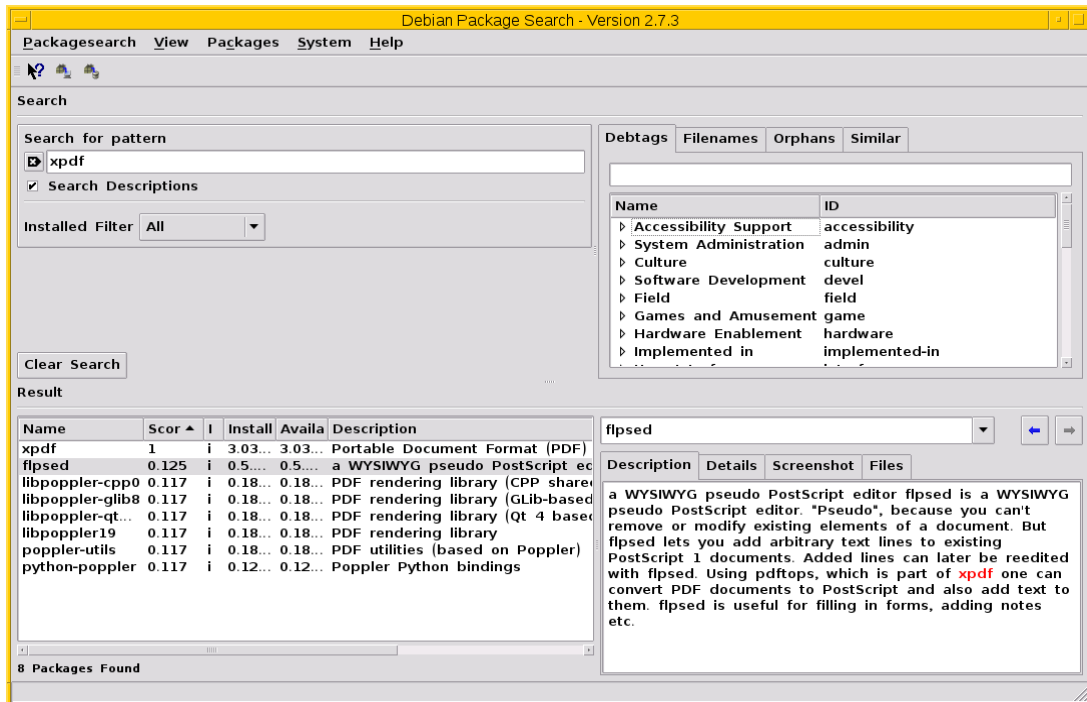 Debian Package Search - Version 2.7.3
Packagesearch View Packages System Help
Search
Search for pattern
xpdf
Search Descriptions
Installed Filter All
Clear Search
Debtags Filenames Orphans Similar
Name ID
Accessibility Support accessibility
System Administration admin
Culture culture
Software Development devel
Field field
Games and Amusement game
Hardware Enablement hardware
Implemented in implemented-in
Result
Name Scor I Install Availa Description
xpdf 1 i 3.03... 3.03... Portable Document Format (PDF)
flpsed 0.125 i 0.5.... 0.5.... a WYSIWYG pseudo PostScript ed
libpoppler-cpp0 0.117 i 0.18... 0.18... PDF rendering library (CPP share
libpoppler-glib8 0.117 i 0.18... 0.18... PDF rendering library (GLib-based
libpoppler-qt... 0.117 i 0.18... 0.18... PDF rendering library (Qt 4 base
libpoppler19 0.117 i 0.18... 0.18... PDF rendering library
poppler-utils 0.117 i 0.18... 0.18... PDF utilities (based on Poppler)
python-poppler 0.117 i 0.12... 0.12... Poppler Python bindings
8 Packages Found
flpsed
Description Details Screenshot Files
a WYSIWYG pseudo PostScript editor flpsed is a WYSIWYG
pseudo PostScript editor. "Pseudo", because you can't
remove or modify existing elements of a document. But
flpsed lets you add arbitrary text lines to existing
PostScript 1 documents. Added lines can later be reedited
with flpsed. Using pdftops, which is part of xpdf one can
convert PDF documents to PostScript and also add text to
them. flpsed is useful for filling in forms, adding notes
etc.